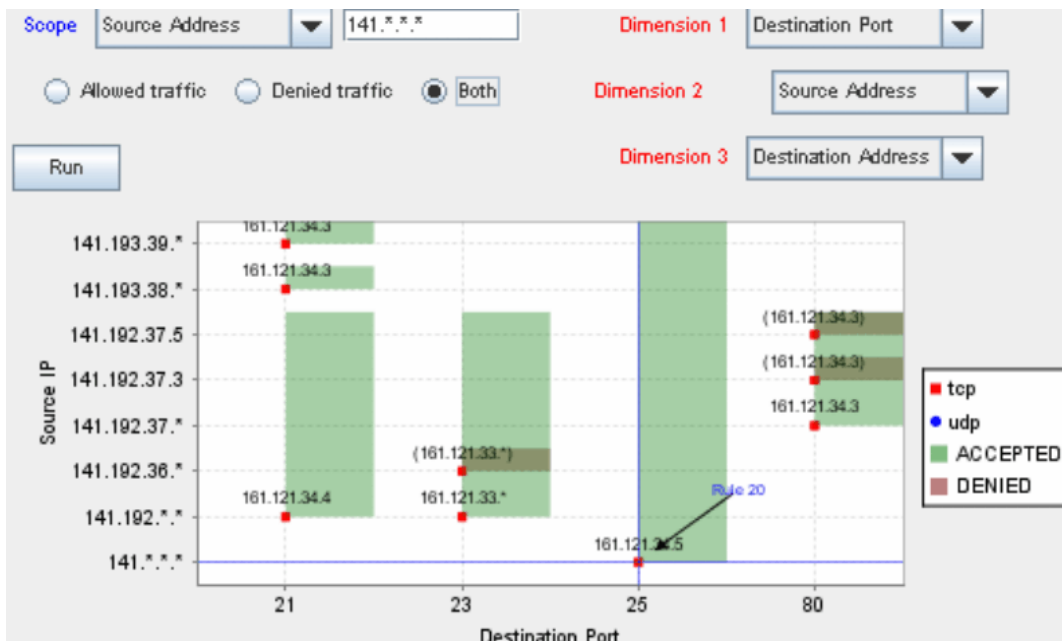 Scope Source Address 141.*.*.* Dimension 1 Destination Port
Allowed traffic Denied traffic Both Dimension 2 Source Address
Run Dimension 3 Destination Address
161.121.34.3
141.193.39.*
161.121.34.3
141.193.38.*
(161.121.34.3)
141.192.37.5
(161.121.34.3)
141.192.37.3
161.121.34.3
141.192.37.*
(161.121.33.*)
141.192.36.*
Rule 20
161.121.34.4 161.121.33.*
141.192.*.*
161.121.34.5
141.*.*.*
Source IP
21 23 25 80
Destination Port
tcp
udp
ACCEPTED
DENIED